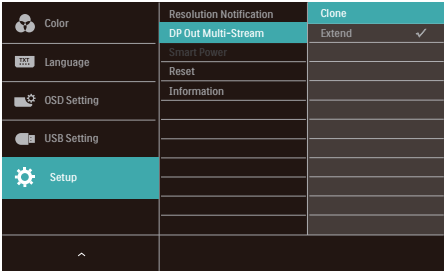 Color
Language
OSD Setting
USB Setting
Setup
Resolution Notification
DP Out Multi-Stream
Smart Power
Reset
Information
Clone
Extend
TXT